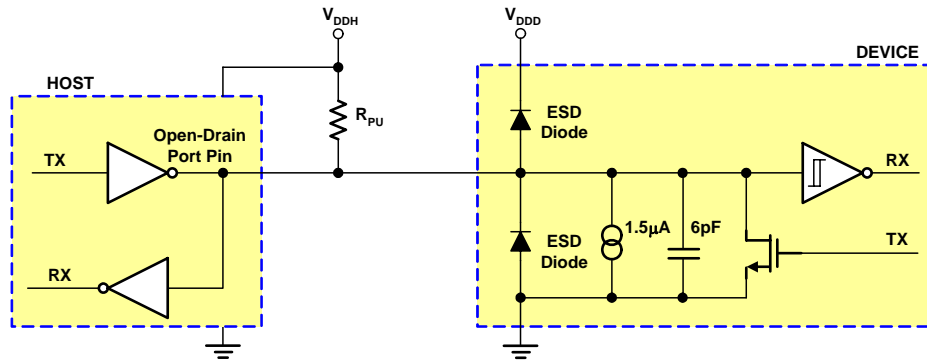 V_DDH
V_DDD
DEVICE
HOST
R_PU
ESD
Diode
Open-Drain
Port Pin
TX
RX
1.5μA
6pF
ESD
Diode
TX
RX